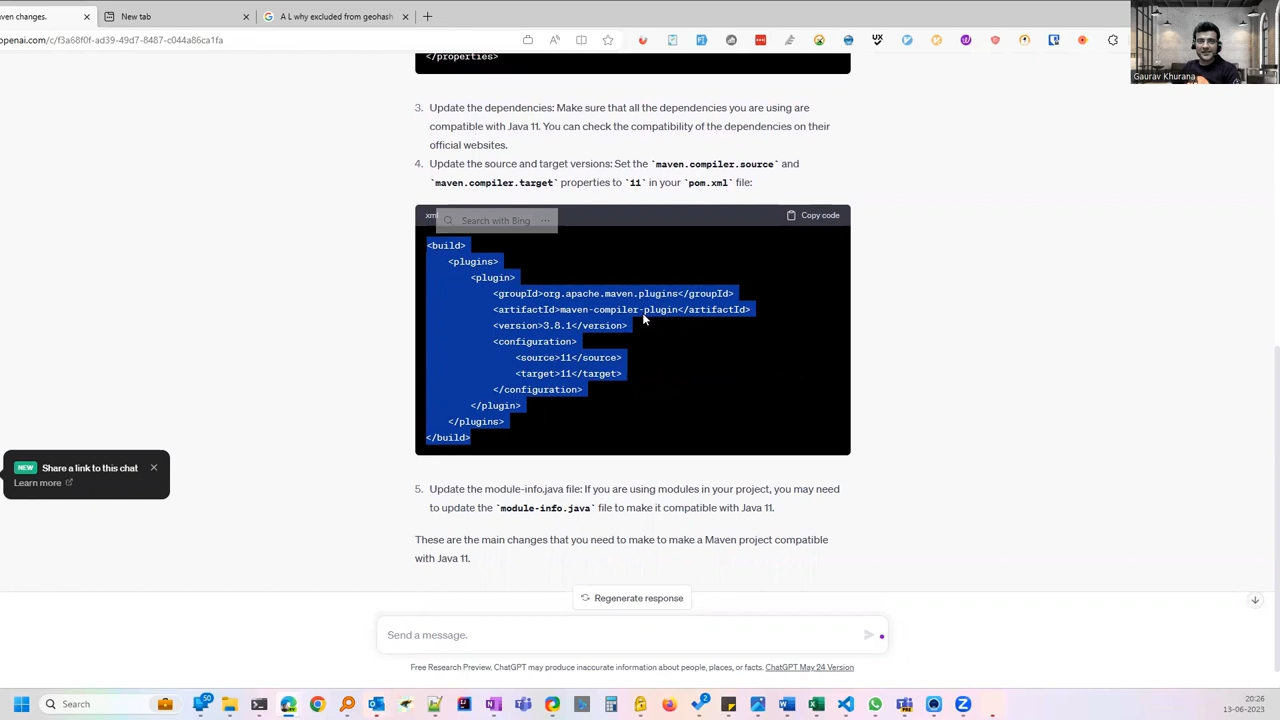 ven changes.
New tab
A L why excluded from geohash
openai.com/c/f3a68f0f-ad39-49d7-8487-c044a86ca1fa
Gaurav Khurana
</properties>
3. Update the dependencies: Make sure that all the dependencies you are using are
compatible with Java 11. You can check the compatibility of the dependencies on their
official websites.
4. Update the source and target versions: Set the `maven.compiler.source` and
`maven.compiler.target` properties to `11` in your `pom.xml` file:
xml
Search with Bing ...
Copy code
<build>
<plugins>
<plugin>
<groupId>org.apache.maven.plugins</groupId>
<artifactId>maven-compiler-plugin</artifactId>
<version>3.8.1</version>
<configuration>
<source>11</source>
<target>11</target>
</configuration>
</plugin>
</plugins>
</build>
NEW Share a link to this chat
Learn more
5. Update the module-info.java file: If you are using modules in your project, you may need
to update the `module-info.java` file to make it compatible with Java 11.
These are the main changes that you need to make to make a Maven project compatible
with Java 11.
Regenerate response
Send a message.
Free Research Preview. ChatGPT may produce inaccurate information about people, places, or facts. ChatGPT May 24 Version
Search
20:26
13-06-2023